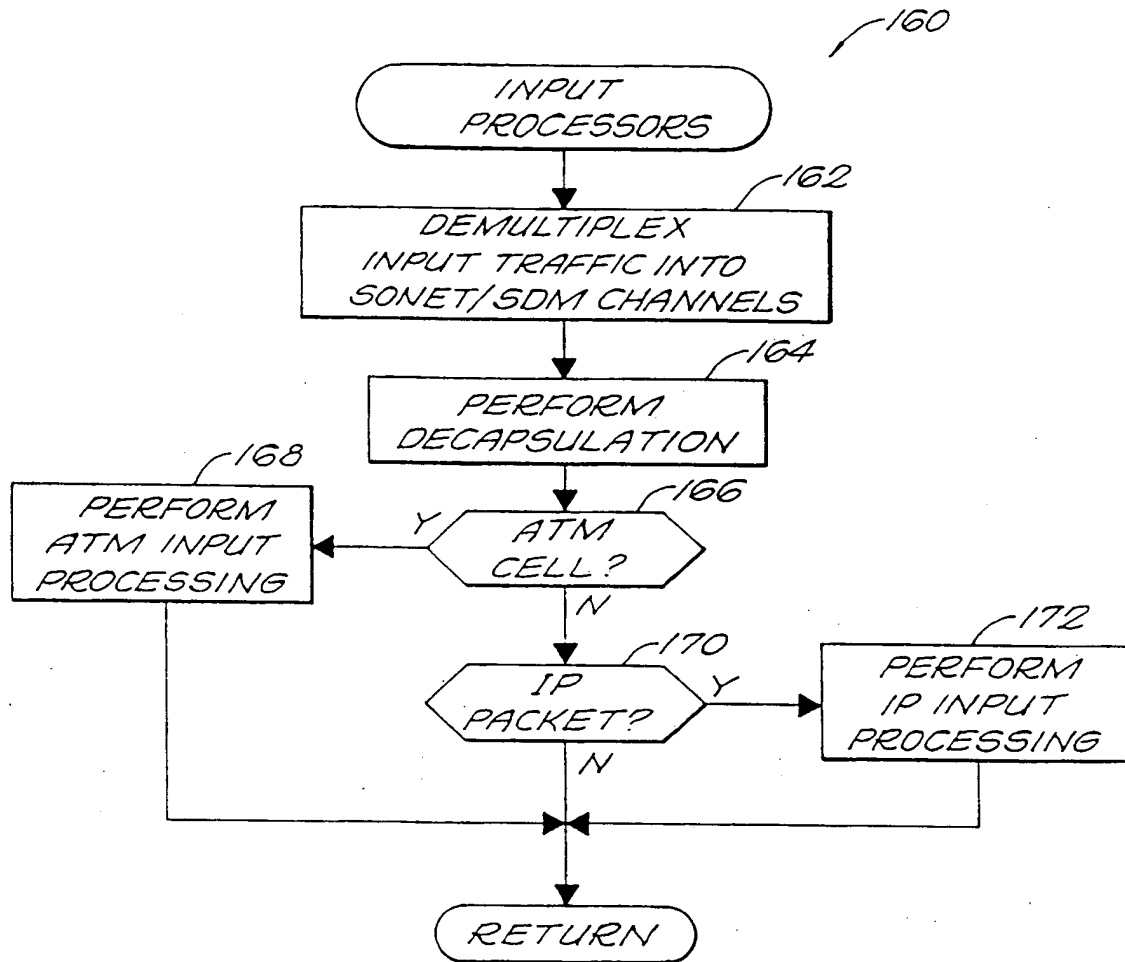 160
INPUT
PROCESSORS
162
DEMULTIPLEX
INPUT TRAFFIC INTO
SONET/SDM CHANNELS
164
PERFORM
DECAPSULATION
168
PERFORM
ATM INPUT
PROCESSING
166
Y
ATM
CELL?
N
170
IP
PACKET?
Y
N
172
PERFORM
IP INPUT
PROCESSING
RETURN